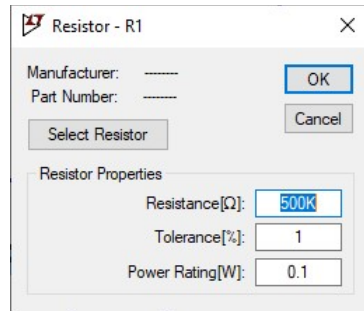 Resistor - R1
Manufacturer: --------
Part Number: --------
OK
Cancel
Select Resistor
Resistor Properties
Resistance[Ω]: 500K
Tolerance[%]: 1
Power Rating[W]: 0.1